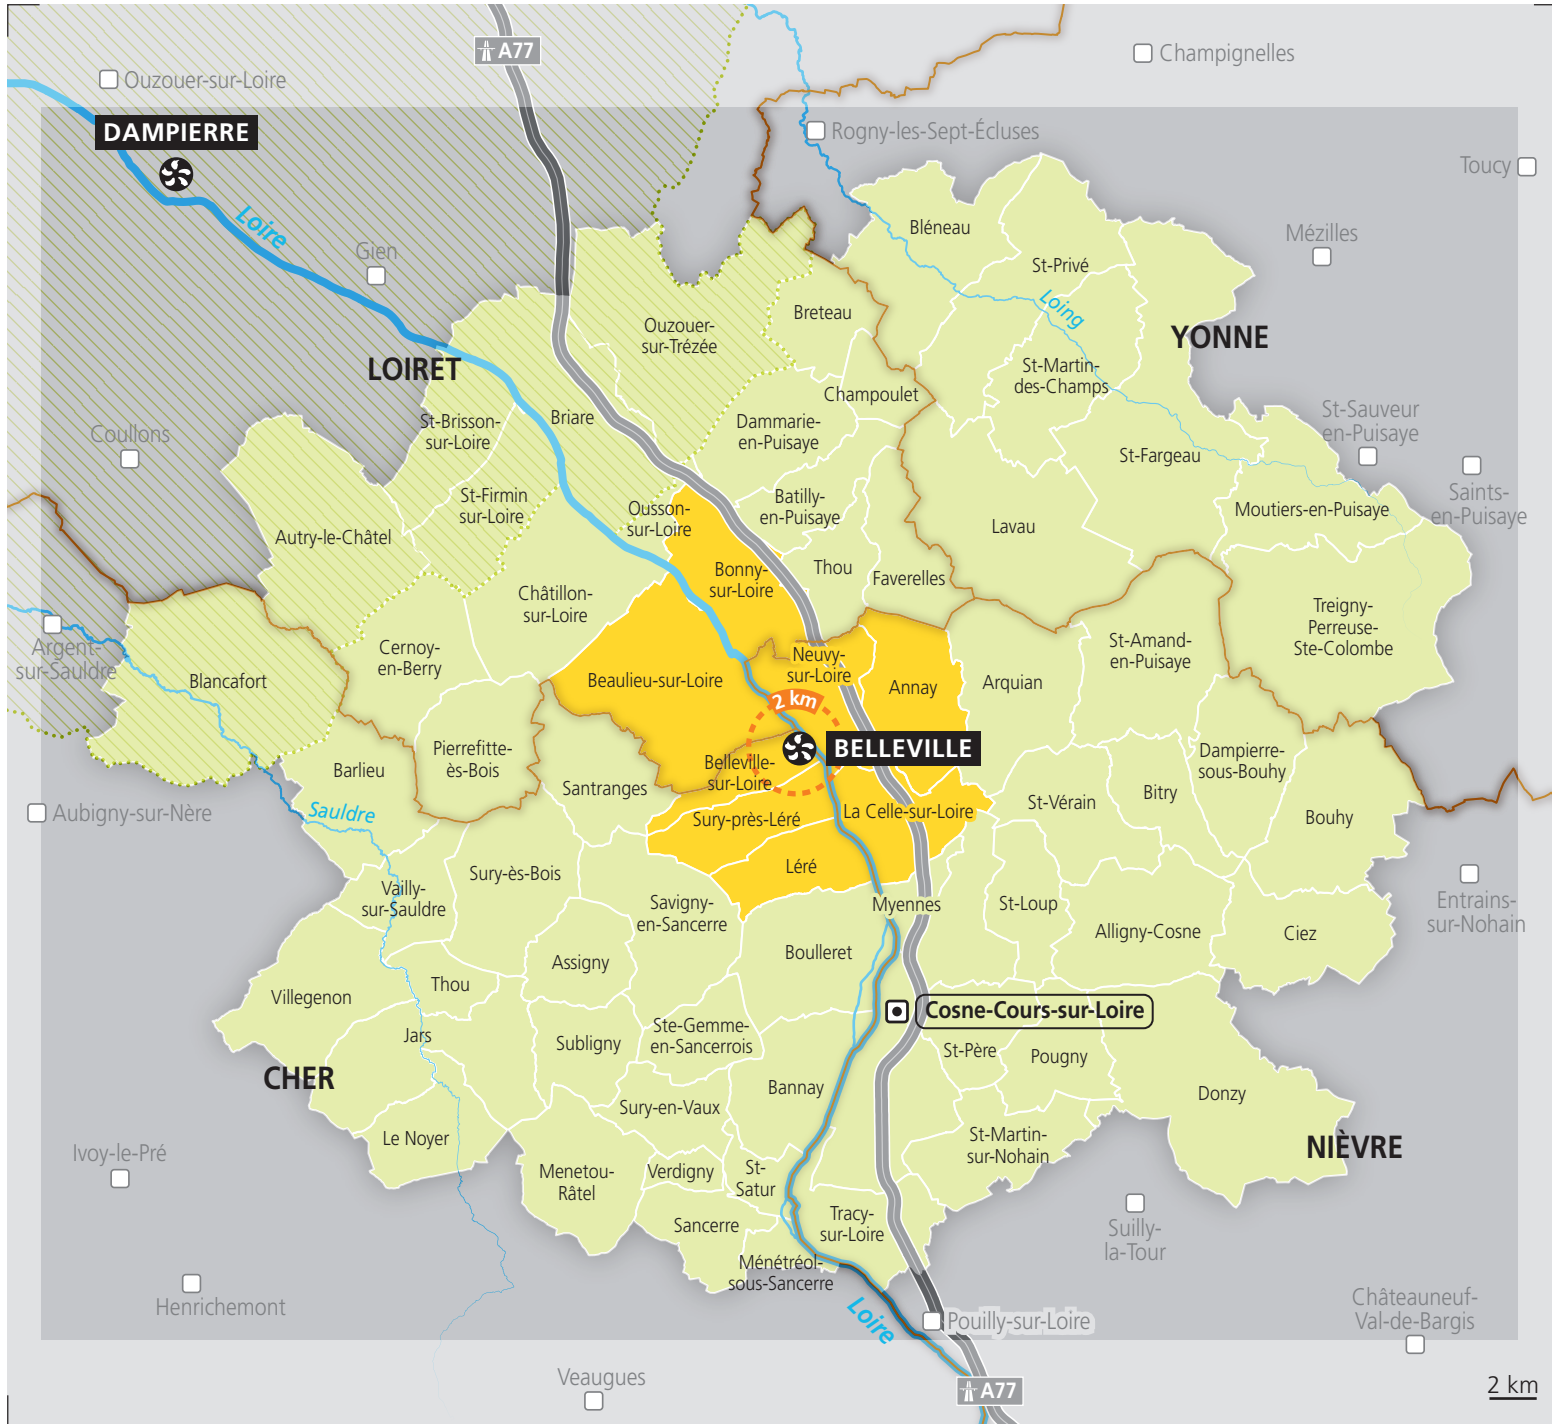 A77
Champignelles
Ouzouer-sur-Loire
DAMPIERRE
Rogny-les-Sept-Écluses
Toucy
Loire
Bléneau
Mézilles
Gien
St-Privé
Loing
Breteau
Ouzouer-
sur-Trézée
YONNE
LOIRET
St-Martin-
des-Champs
Champoulet
Briare
St-Brisson-
sur-Loire
Dammarie-
en-Puisaye
St-Sauveur
en-Puisaye
Coullons
St-Fargeau
St-Firmin
sur-Loire
Ousson-
sur-Loire
Batilly-
en-Puisaye
Saints-
en-Puisaye
Moutiers-en-Puisaye
Lavau
Autry-le-Châtel
Bonny-
sur-Loire
Thou
Faverelles
Châtillon-
sur-Loire
Treigny-
Perreuse-
Ste-Colombe
Argent-
sur-Sauldre
Cernoy-
en-Berry
Neuvy-
sur-Loire
St-Amand-
en-Puisaye
Blancafort
Beaulieu-sur-Loire
Annay
Arquian
2 km
BELLEVILLE
Pierrefitte-
ès-Bois
Barlieu
Belleville-
sur-Loire
Dampierre-
sous-Bouhy
Santranges
St-Vérain
Bitry
Aubigny-sur-Nère
Sauldre
Sury-près-Léré
La Celle-sur-Loire
Bouhy
Léré
Sury-ès-Bois
Vailly-
sur-Sauldre
Savigny-
en-Sancerre
Myennes
St-Loup
Entrains-
sur-Nohain
Alligny-Cosne
Ciez
Boulleret
Assigny
Thou
Villegenon
Cosne-Cours-sur-Loire
Jars
Subligny
Ste-Gemme-
en-Sancerrois
St-Père
Pougny
CHER
Bannay
Donzy
Sury-en-Vaux
Le Noyer
St-Martin-
sur-Nohain
NIÈVRE
Ivoy-le-Pré
Menetou-
Râtel
Verdigny
St-
Satur
Sancerre
Tracy-
sur-Loire
Suilly-
la-Tour
Ménétréol-
sous-Sancerre
Henrichemont
Loire
Pouilly-sur-Loire
Châteauneuf-
Val-de-Bargis
Veaugues
A77
2 km